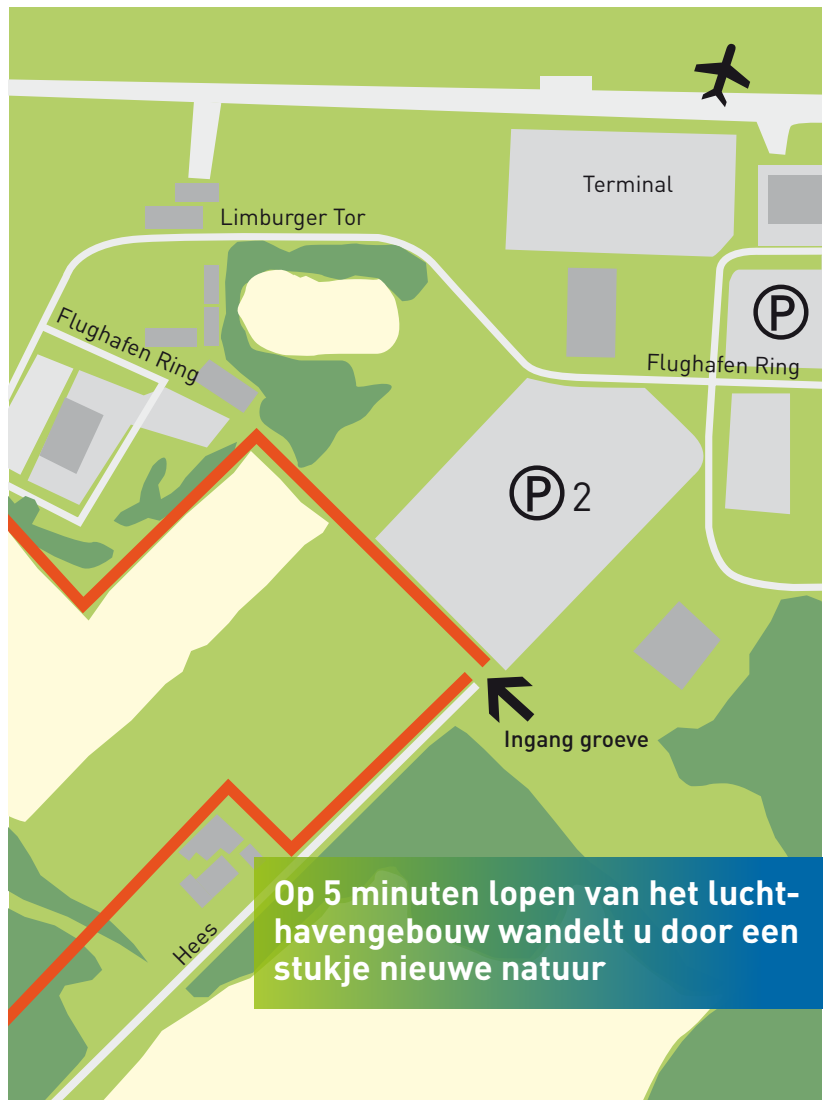 Terminal
Limburger Tor
P
Flughafen Ring
Flughafen Ring
P 2
Ingang groeve
Hees
Op 5 minuten lopen van het lucht-
havengebouw wandelt u door een
stukje nieuwe natuur